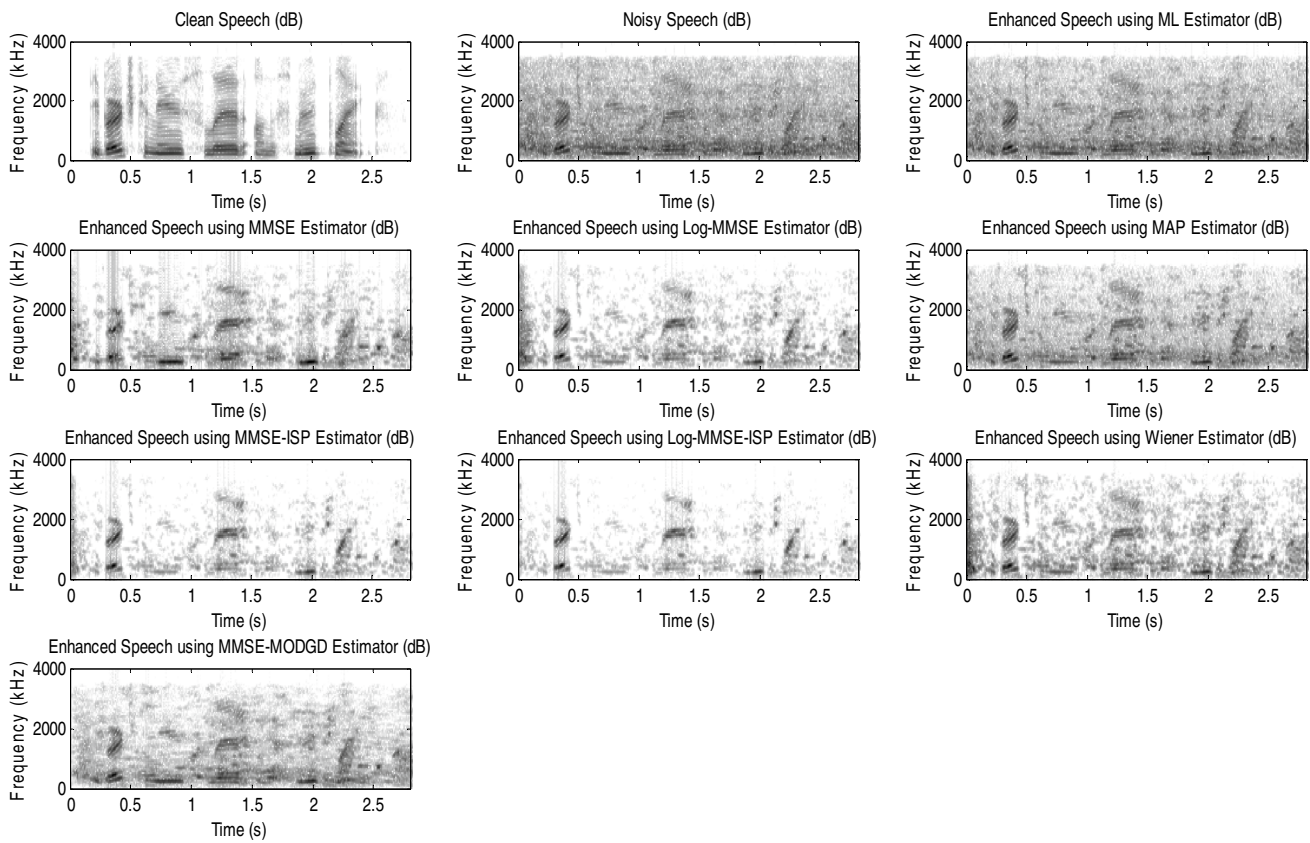 Clean Speech (dB)
Frequency (kHz)
4000
2000
0
0 0.5 1 1.5 2 2.5
Time (s)
Noisy Speech (dB)
Frequency (kHz)
4000
2000
0
0 0.5 1 1.5 2 2.5
Time (s)
Enhanced Speech using ML Estimator (dB)
Frequency (kHz)
4000
2000
0
0 0.5 1 1.5 2 2.5
Time (s)
Enhanced Speech using MMSE Estimator (dB)
Frequency (kHz)
4000
2000
0
0 0.5 1 1.5 2 2.5
Time (s)
Enhanced Speech using Log-MMSE Estimator (dB)
Frequency (kHz)
4000
2000
0
0 0.5 1 1.5 2 2.5
Time (s)
Enhanced Speech using MAP Estimator (dB)
Frequency (kHz)
4000
2000
0
0 0.5 1 1.5 2 2.5
Time (s)
Enhanced Speech using MMSE-ISP Estimator (dB)
Frequency (kHz)
4000
2000
0
0 0.5 1 1.5 2 2.5
Time (s)
Enhanced Speech using Log-MMSE-ISP Estimator (dB)
Frequency (kHz)
4000
2000
0
0 0.5 1 1.5 2 2.5
Time (s)
Enhanced Speech using Wiener Estimator (dB)
Frequency (kHz)
4000
2000
0
0 0.5 1 1.5 2 2.5
Time (s)
Enhanced Speech using MMSE-MODGD Estimator (dB)
Frequency (kHz)
4000
2000
0
0 0.5 1 1.5 2 2.5
Time (s)